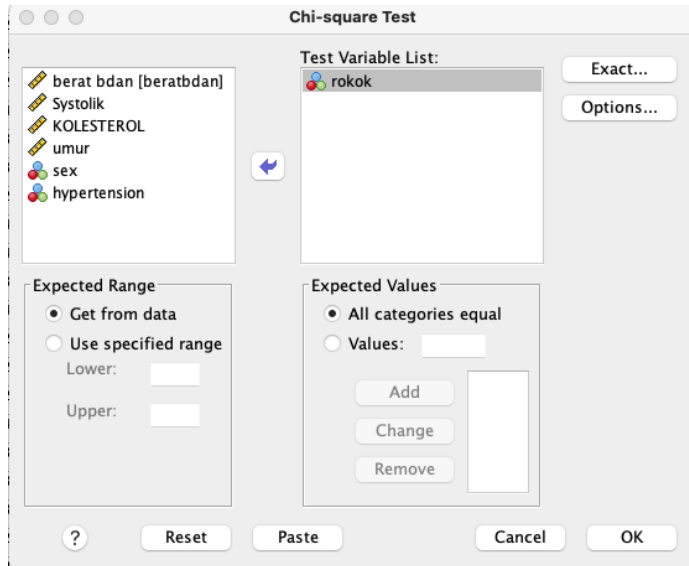 Chi-square Test
berat bdan [beratbdan]
Systolik
KOLESTEROL
umur
sex
hypertension
Test Variable List:
rokok
Exact...
Options...
Expected Range
Get from data
Use specified range
Lower:
Upper:
Expected Values
All categories equal
Values:
Add
Change
Remove
?
Reset
Paste
Cancel
OK